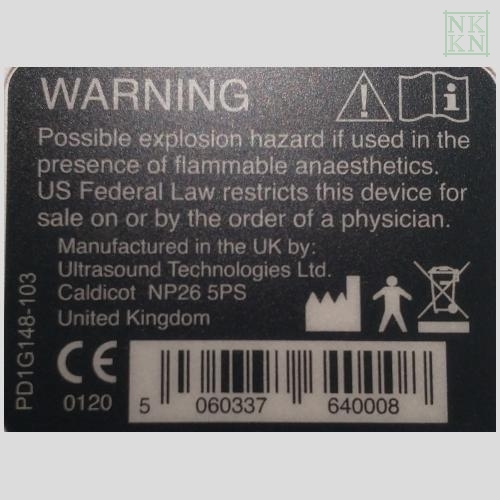 NK
KN
WARNING
Possible explosion hazard if used in the
presence of flammable anaesthetics.
US Federal Law restricts this device for
sale on or by the order of a physician.
Manufactured in the UK by:
Ultrasound Technologies Ltd.
Caldicot NP26 5PS
United Kingdom
PD1G148-103
CE
0120
5 060337 640008